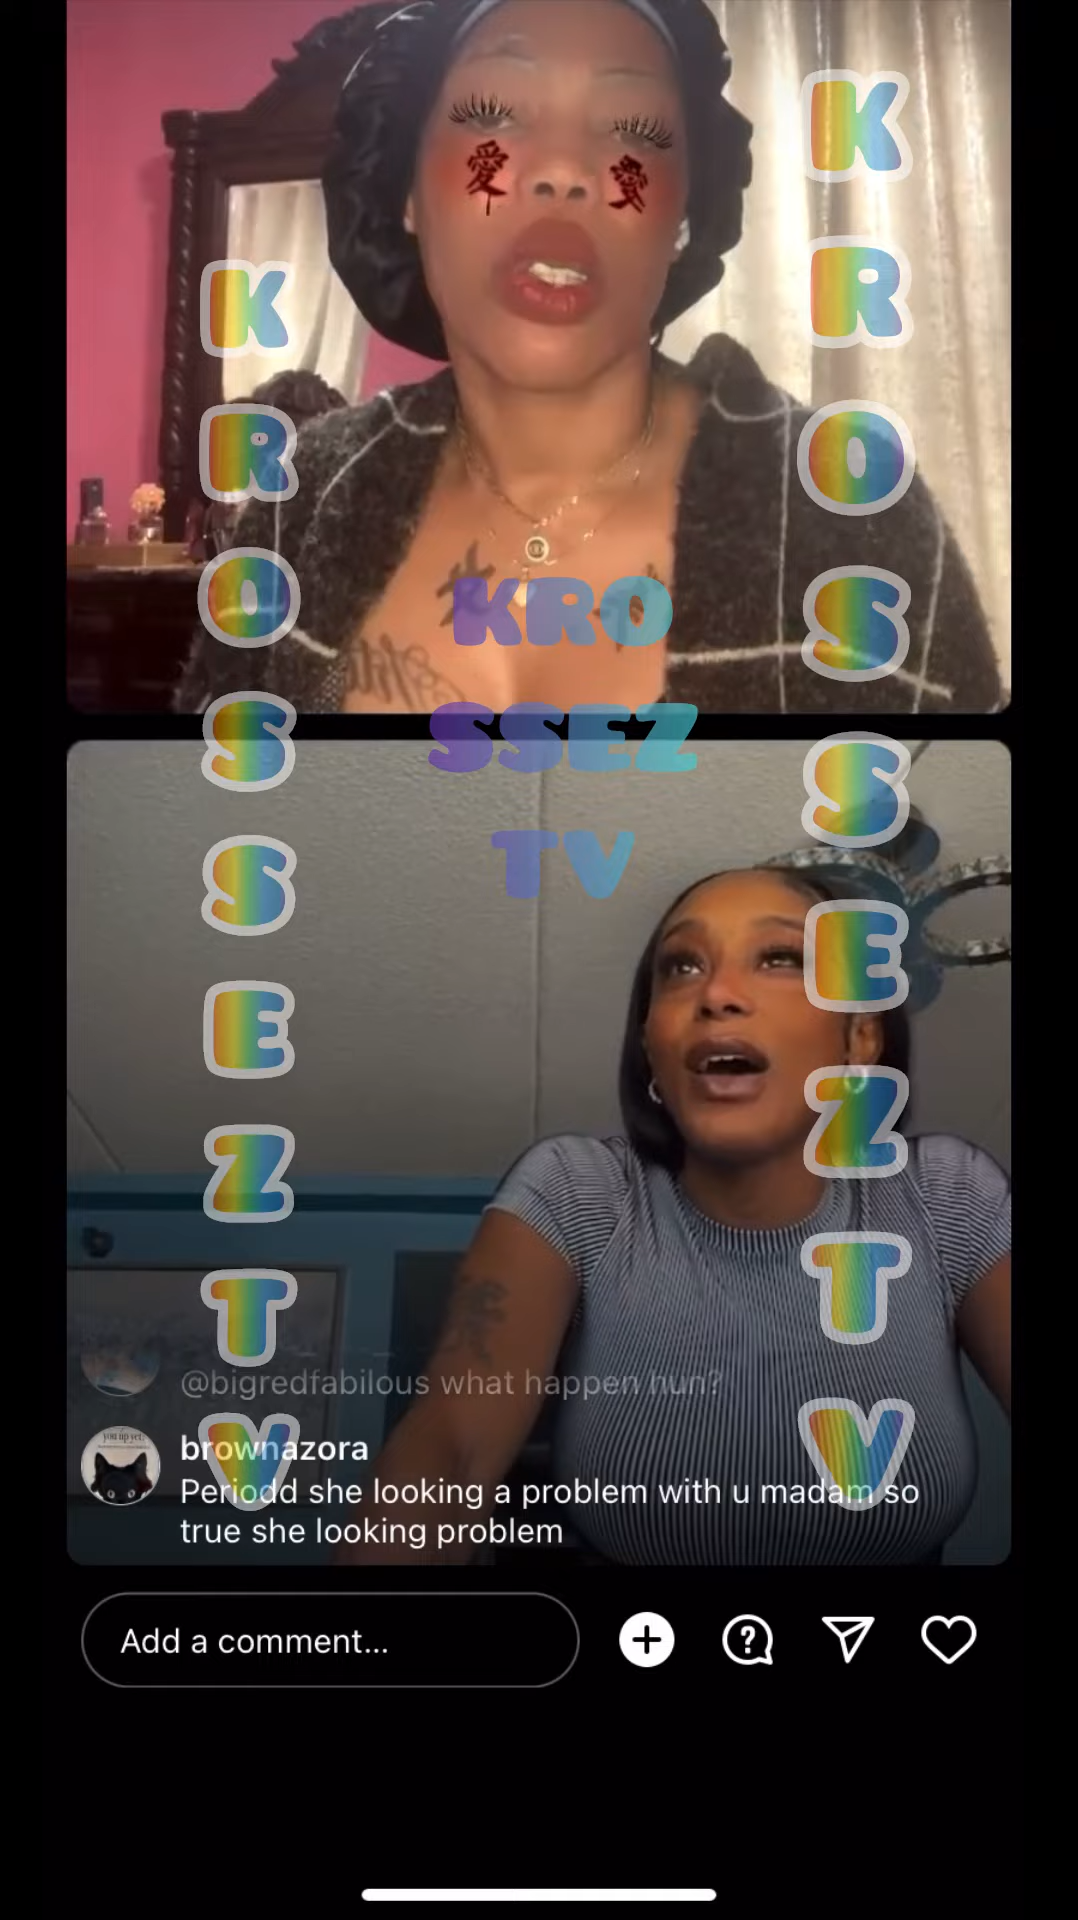 愛 愛
K
R
O
S
S
E
Z
T
V
K
R
O
S
S
E
Z
T
V
KRO
SSEZ
TV
@bigredfabilous what happen hun?
brownazora
Periodd she looking a problem with u madam so
true she looking problem
Add a comment...